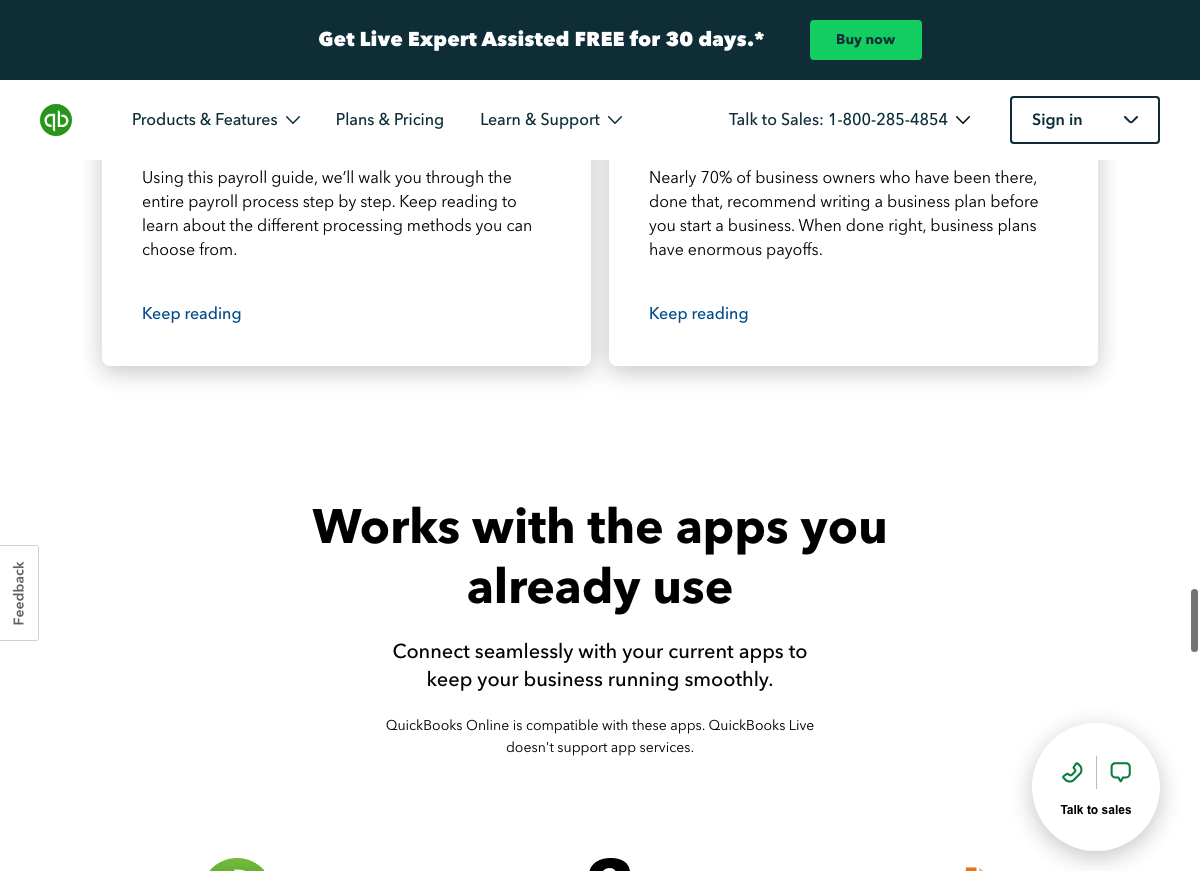 Get Live Expert Assisted FREE for 30 days.*
Buy now
qb
Products & Features
Plans & Pricing
Learn & Support
Talk to Sales: 1-800-285-4854
Sign in
Using this payroll guide, we’ll walk you through the
entire payroll process step by step. Keep reading to
learn about the different processing methods you can
choose from.
Keep reading
Nearly 70% of business owners who have been there,
done that, recommend writing a business plan before
you start a business. When done right, business plans
have enormous payoffs.
Keep reading
Works with the apps you
already use
Connect seamlessly with your current apps to
keep your business running smoothly.
QuickBooks Online is compatible with these apps. QuickBooks Live
doesn't support app services.
Feedback
Talk to sales